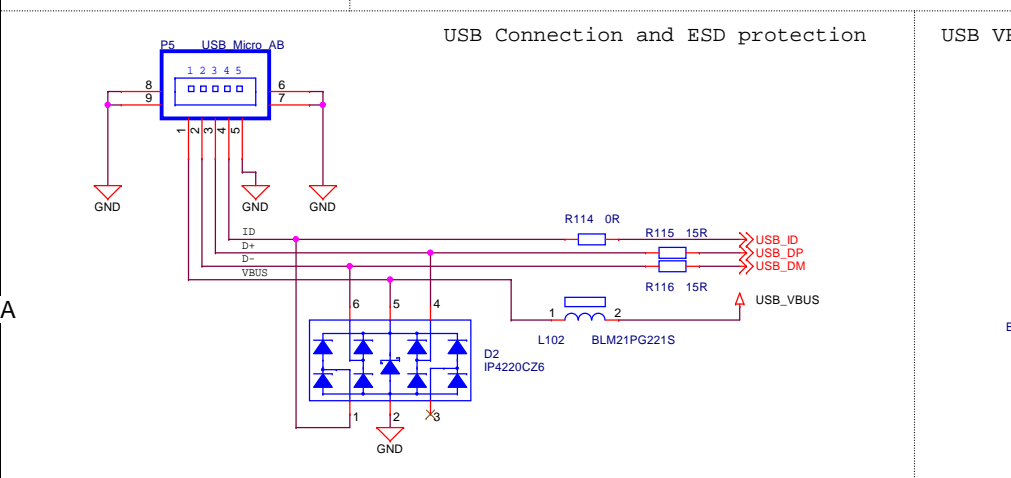 USB Connection and ESD protection
USB VB
P5 USB_Micro_AB
1 2 3 4 5
8 6
9 7
1 2 3 4 5
GND GND GND
R114 0R
ID
R115 15R
USB_ID
D+
USB_DP
D-
USB_DM
VBUS
R116 15R
USB_VBUS
6 5 4
1 2
A
L102 BLM21PG221S
D2
IP4220CZ6
1 2 3
GND